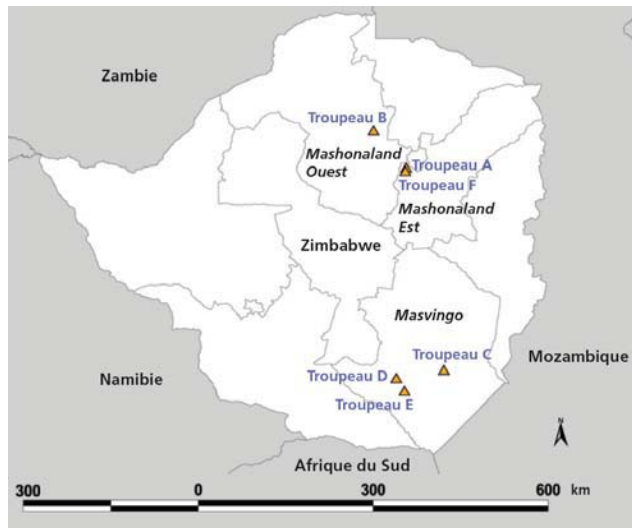 Zambie
Troupeau B
Mashonaland
Ouest
Troupeau A
Troupeau F
Mashonaland
Est
Zimbabwe
Masvingo
Troupeau C
Mozambique
Namibie
Troupeau D
Troupeau E
N
Afrique du Sud
300 0 300 600 km